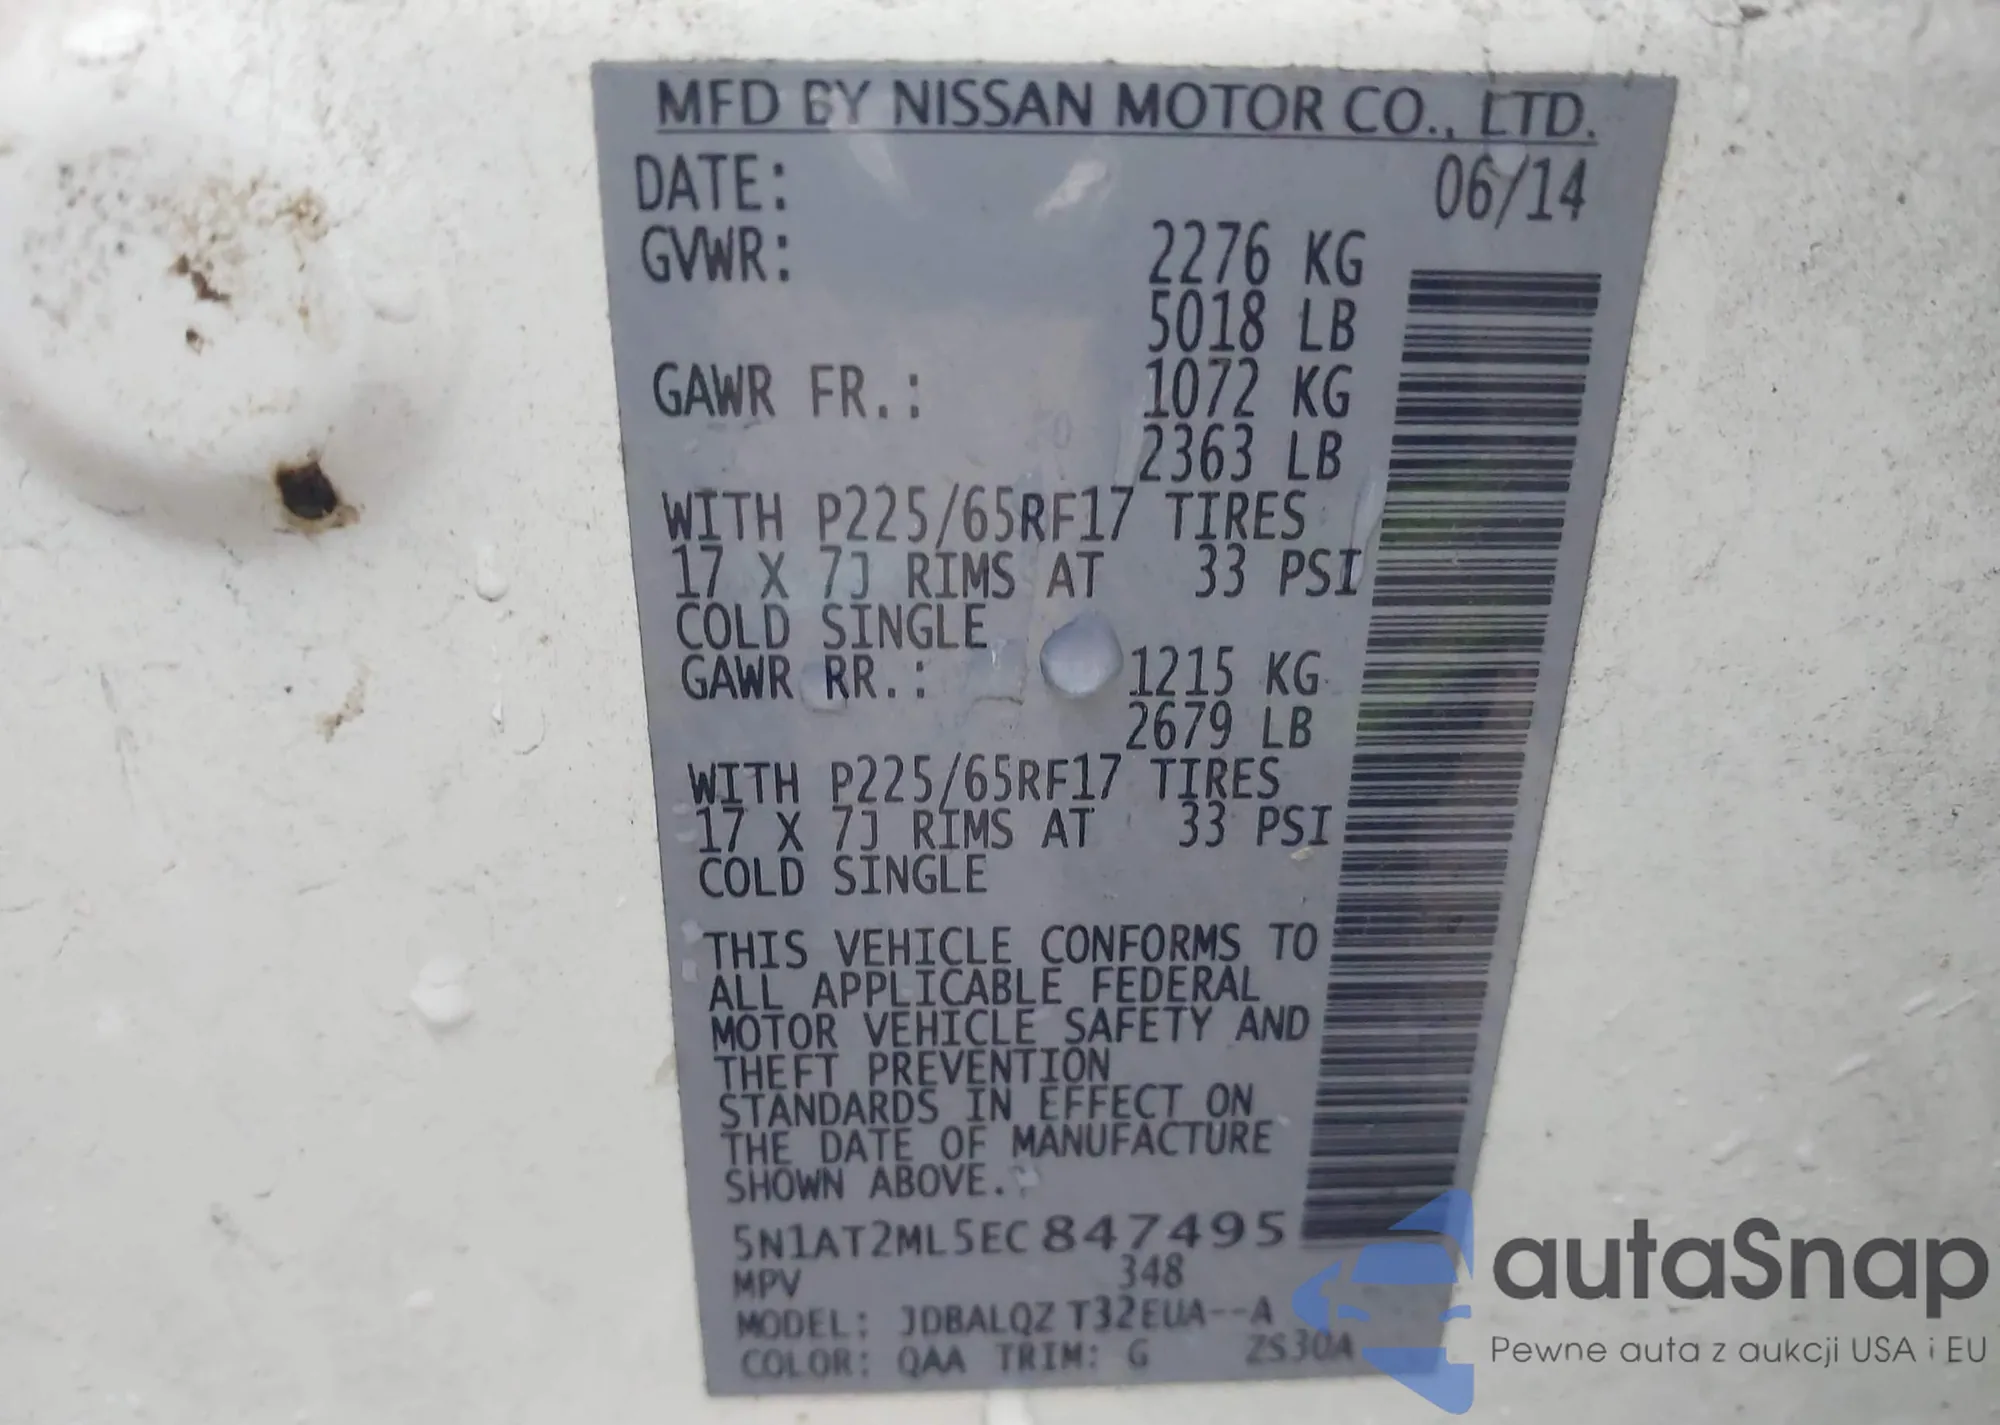 MFD BY NISSAN MOTOR CO., LTD.
DATE: 06/14
GVWR: 2276 KG
5018 LB
GAWR FR.: 1072 KG
2363 LB
WITH P225/65RF17 TIRES
17 X 7J RIMS AT 33 PSI
COLD SINGLE
GAWR RR.: 1215 KG
2679 LB
WITH P225/65RF17 TIRES
17 X 7J RIMS AT 33 PSI
COLD SINGLE
THIS VEHICLE CONFORMS TO
ALL APPLICABLE FEDERAL
MOTOR VEHICLE SAFETY AND
THEFT PREVENTION
STANDARDS IN EFFECT ON
THE DATE OF MANUFACTURE
SHOWN ABOVE.
5N1AT2ML5EC847495
MPV 348
MODEL: JDBALQZ T32EUA--A
COLOR: QAA TRIM: G ZS30A
autaSnap
Pewne auta z aukcji USA i EU